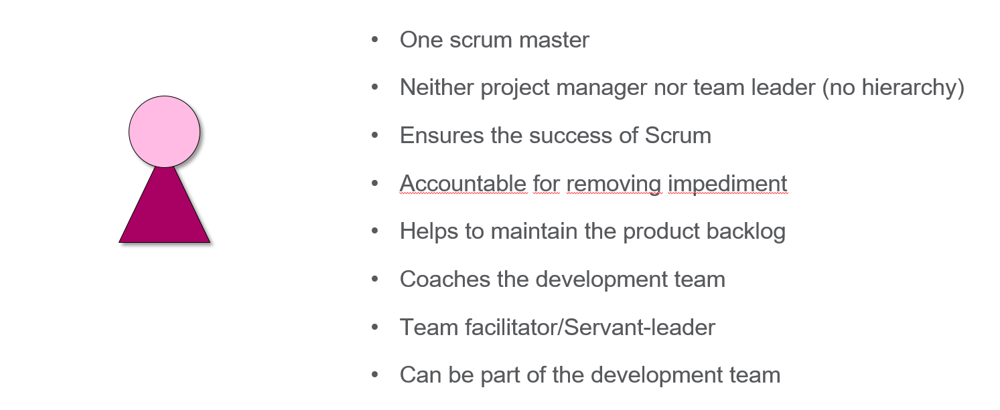 • One scrum master
• Neither project manager nor team leader (no hierarchy)
• Ensures the success of Scrum
• Accountable for removing impediment
• Helps to maintain the product backlog
• Coaches the development team
• Team facilitator/Servant-leader
• Can be part of the development team